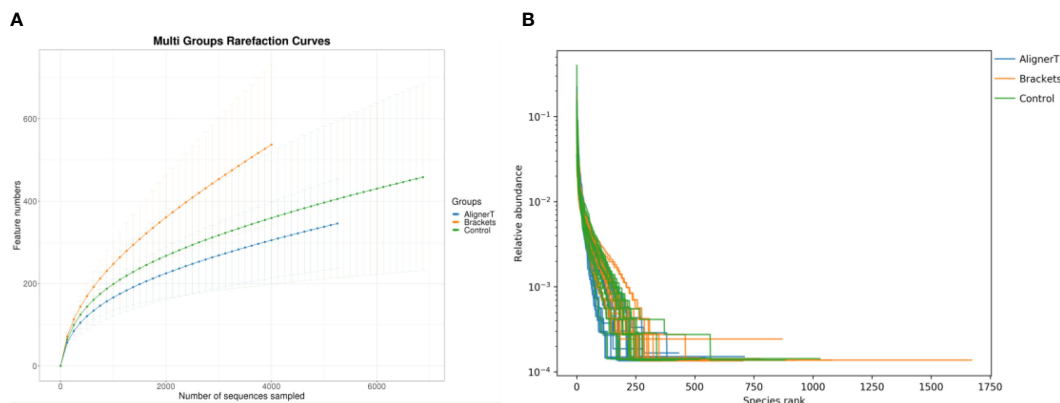 A
Multi Groups Rarefaction Curves
Feature numbers
600
400
200
0
0
2000
4000
6000
Number of sequences sampled
Groups
AlignerT
Brackets
Control
B
Relative abundance
10⁻¹
10⁻²
10⁻³
10⁻⁴
0
250
500
750
1000
1250
1500
1750
Species rank
AlignerT
Brackets
Control